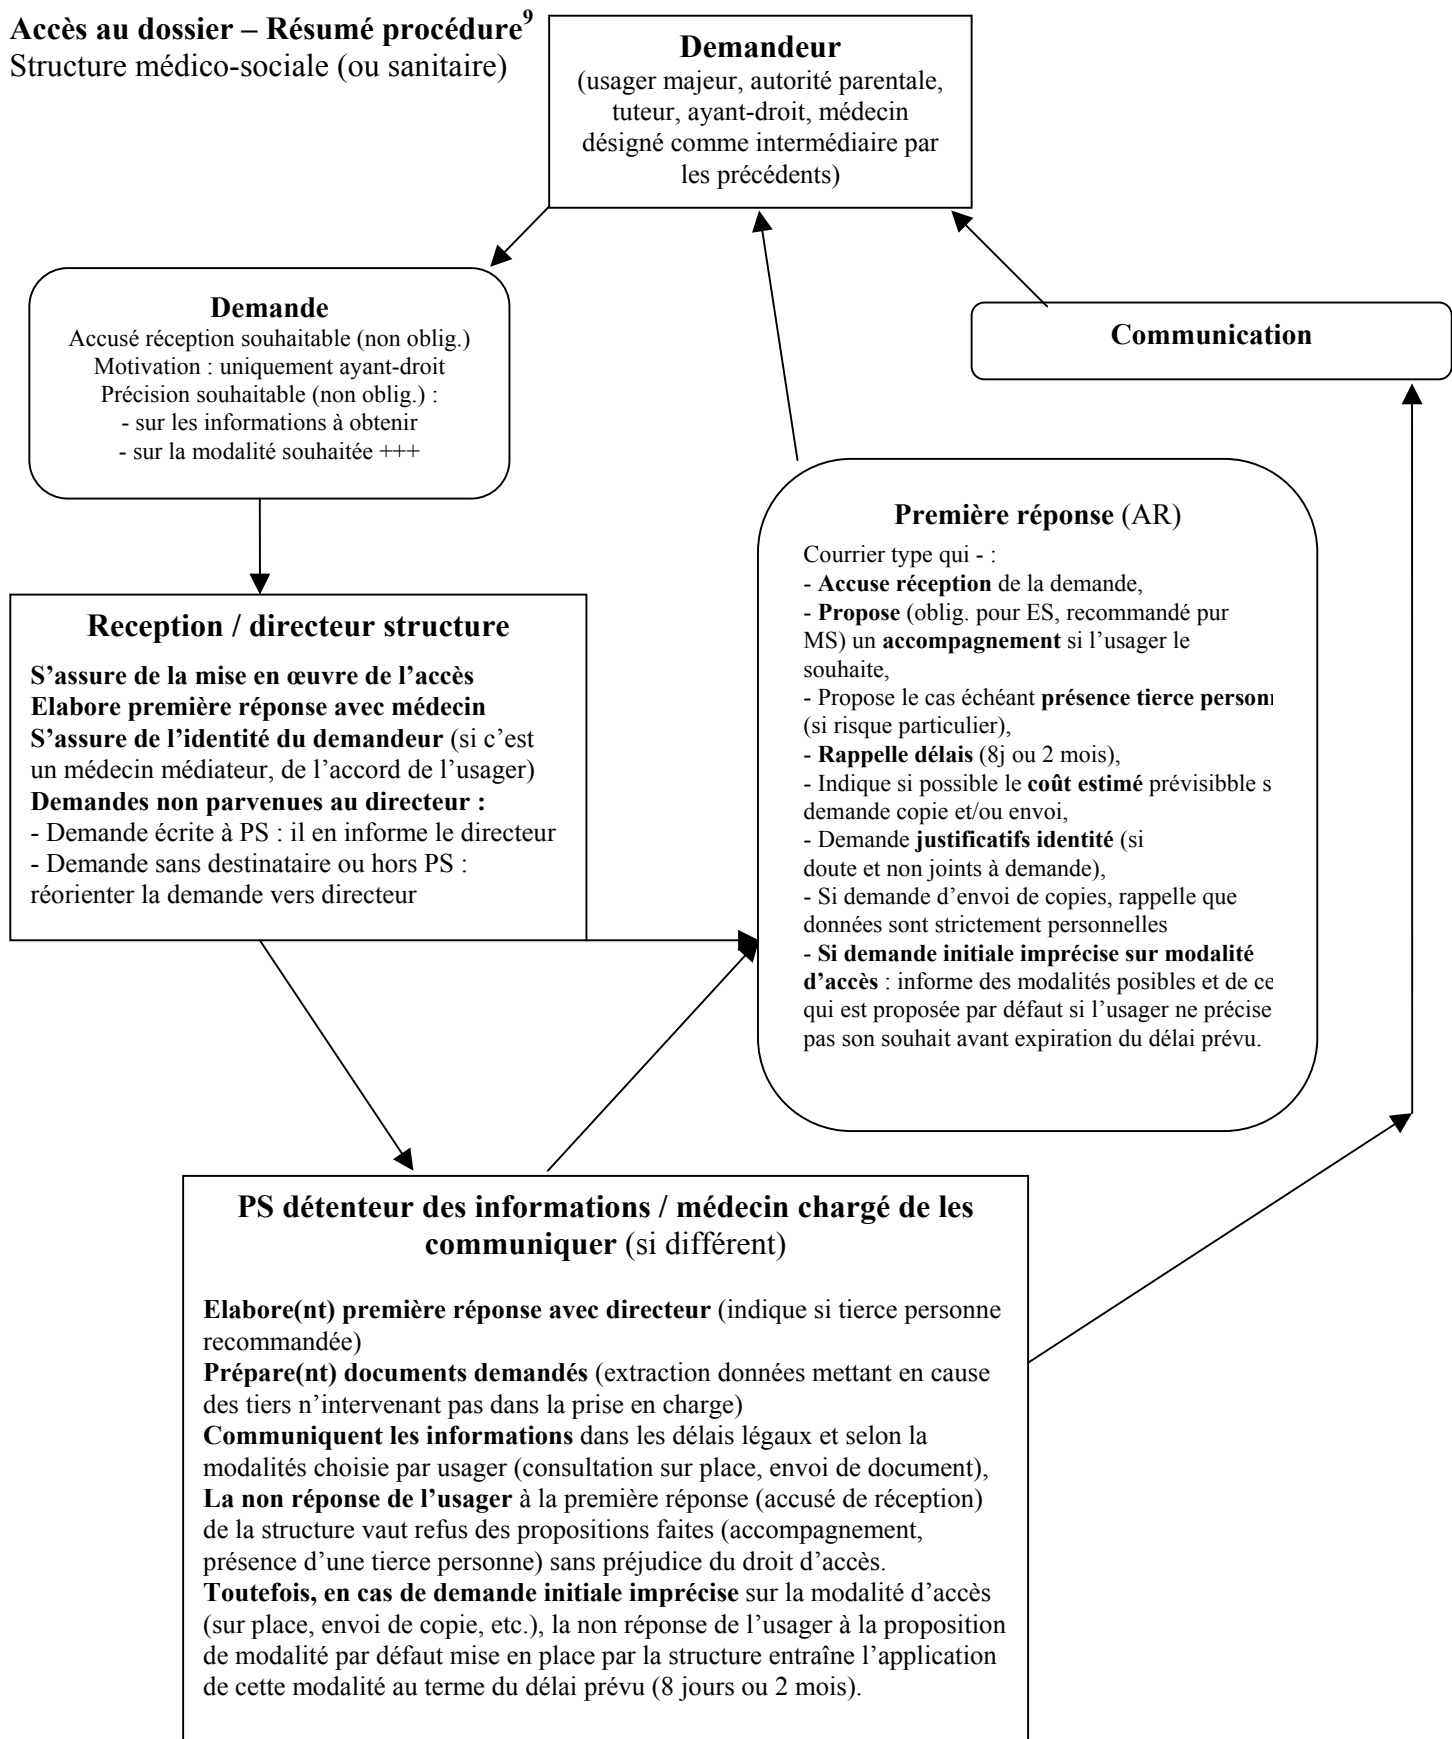 Accès au dossier – Résumé procédure9
Structure médico-sociale (ou sanitaire)
Demandeur
(usager majeur, autorité parentale,
tuteur, ayant-droit, médecin
désigné comme intermédiaire par
les précédents)
Demande
Accusé réception souhaitable (non oblig.)
Motivation : uniquement ayant-droit
Précision souhaitable (non oblig.) :
- sur les informations à obtenir
- sur la modalité souhaitée +++
Communication
Première réponse (AR)
Courrier type qui - :
- Accuse réception de la demande,
- Propose (oblig. pour ES, recommandé pur
MS) un accompagnement si l’usager le
souhaite,
- Propose le cas échéant présence tierce
(si risque particulier),
- Rappelle délais (8j ou 2 mois),
- Indique si possible le coût estimé prévisibble s
demande copie et/ou envoi,
- Demande justificatifs identité (si
doute et non joints à demande),
- Si demande d’envoi de copies, rappelle que
données sont strictement personnelles
- Si demande initiale imprécise sur modalité
d’accès : informe des modalités posibles et de ce
qui est proposée par défaut si l’usager ne précise
pas son souhait avant expiration du délai prévu.
Reception / directeur structure
S’assure de la mise en œuvre de l’accès
Elabore première réponse avec médecin
S’assure de l’identité du demandeur (si c’est
un médecin médiateur, de l’accord de l’usager)
Demandes non parvenues au directeur :
- Demande écrite à PS : il en informe le directeur
- Demande sans destinataire ou hors PS :
réorienter la demande vers directeur
PS détenteur des informations / médecin chargé de les
communiquer (si différent)
Elabore(nt) première réponse avec directeur (indique si tierce personne
recommandée)
Prépare(nt) documents demandés (extraction données mettant en cause
des tiers n’intervenant pas dans la prise en charge)
Communiquent les informations dans les délais légaux et selon la
modalités choisie par usager (consultation sur place, envoi de document),
La non réponse de l’usager à la première réponse (accusé de réception)
de la structure vaut refus des propositions faites (accompagnement,
présence d’une tierce personne) sans préjudice du droit d’accès.
Toutefois, en cas de demande initiale imprécise sur la modalité d’accès
(sur place, envoi de copie, etc.), la non réponse de l’usager à la proposition
de modalité par défaut mise en place par la structure entraîne l’application
de cette modalité au terme du délai prévu (8 jours ou 2 mois).